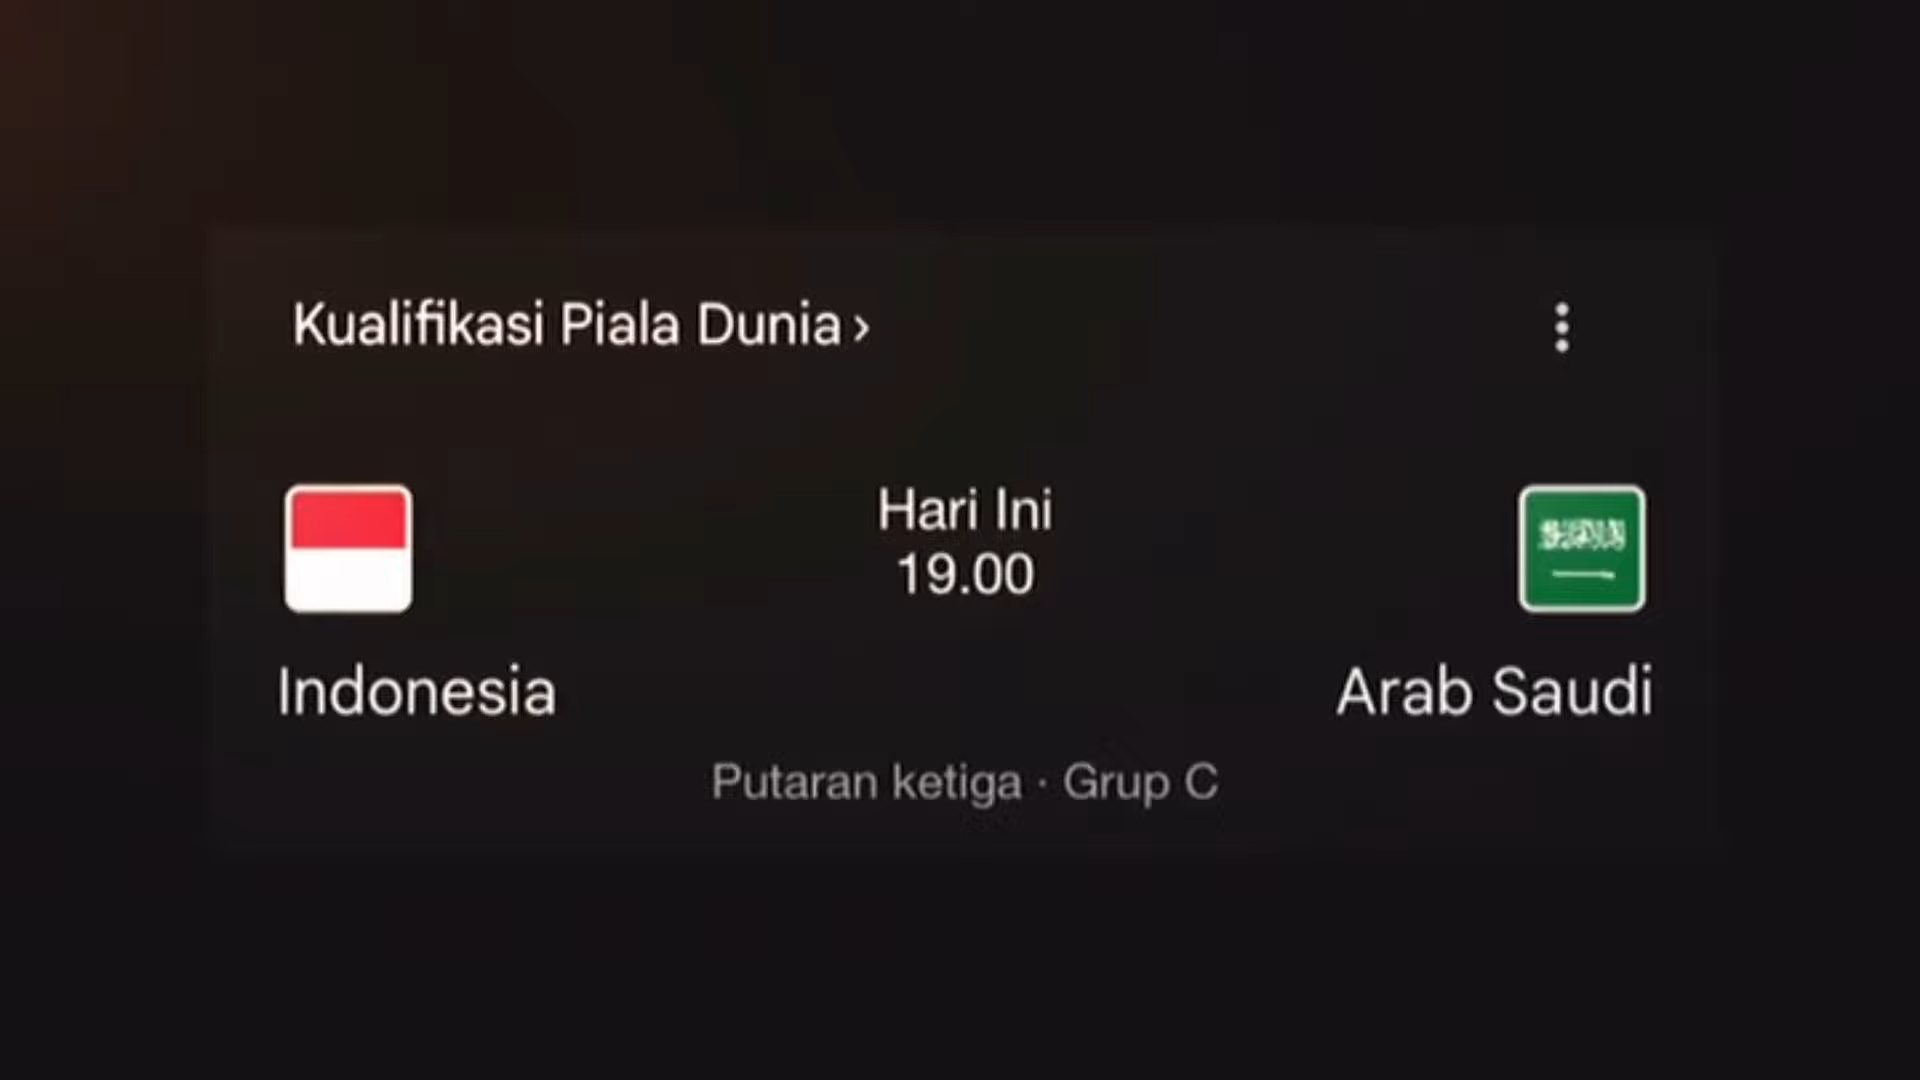 Kualifikasi Piala Dunia ›
Hari Ini
19.00
Indonesia
Arab Saudi
Putaran ketiga · Grup C